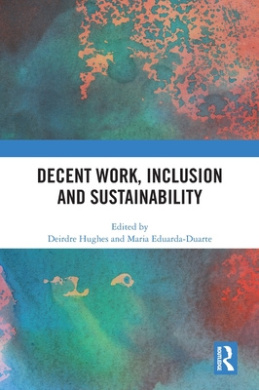 DECENT WORK, INCLUSION
AND SUSTAINABILITY
Edited by
Deirdre Hughes and Maria Eduarda-Duarte
Routledge